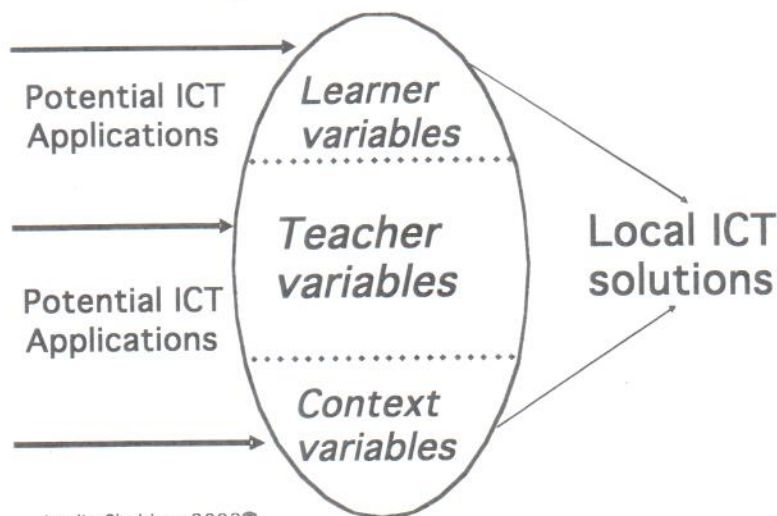 Potential ICT
Applications
Learner
variables
Teacher
variables
Local ICT
solutions
Potential ICT
Applications
Context
variables